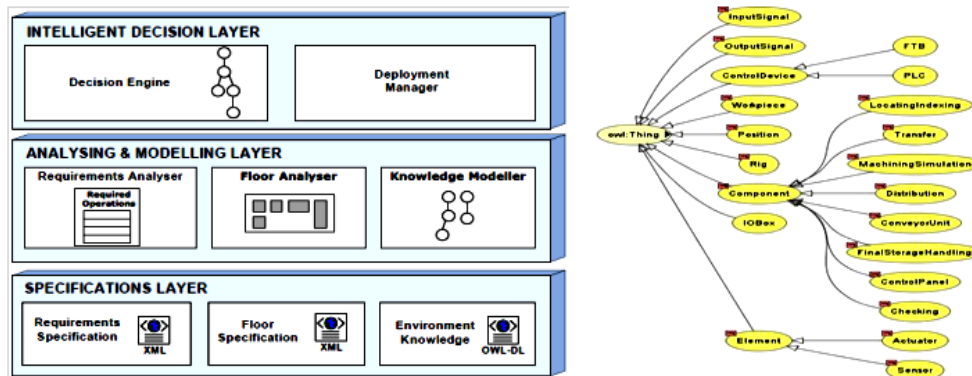 INTELLIGENT DECISION LAYER
Decision Engine
Deployment
Manager
ANALYSING & MODELLING LAYER
Requirements Analyser
Required
Operations
Floor Analyser
Knowledge Modeller
SPECIFICATIONS LAYER
Requirements
Specification
XML
Floor
Specification
XML
Environment
Knowledge
OWL-DL
InputSignal
OutputSignal
FTB
ControlDevice
PLC
Workpiece
LocatingIndexing
owl:Thing
Position
Transfer
Rig
MachiningSimulation
Component
Distribution
IOBox
ConveyorUnit
FinalStorageHandling
ControlPanel
Checking
Element
Actuator
Sensor